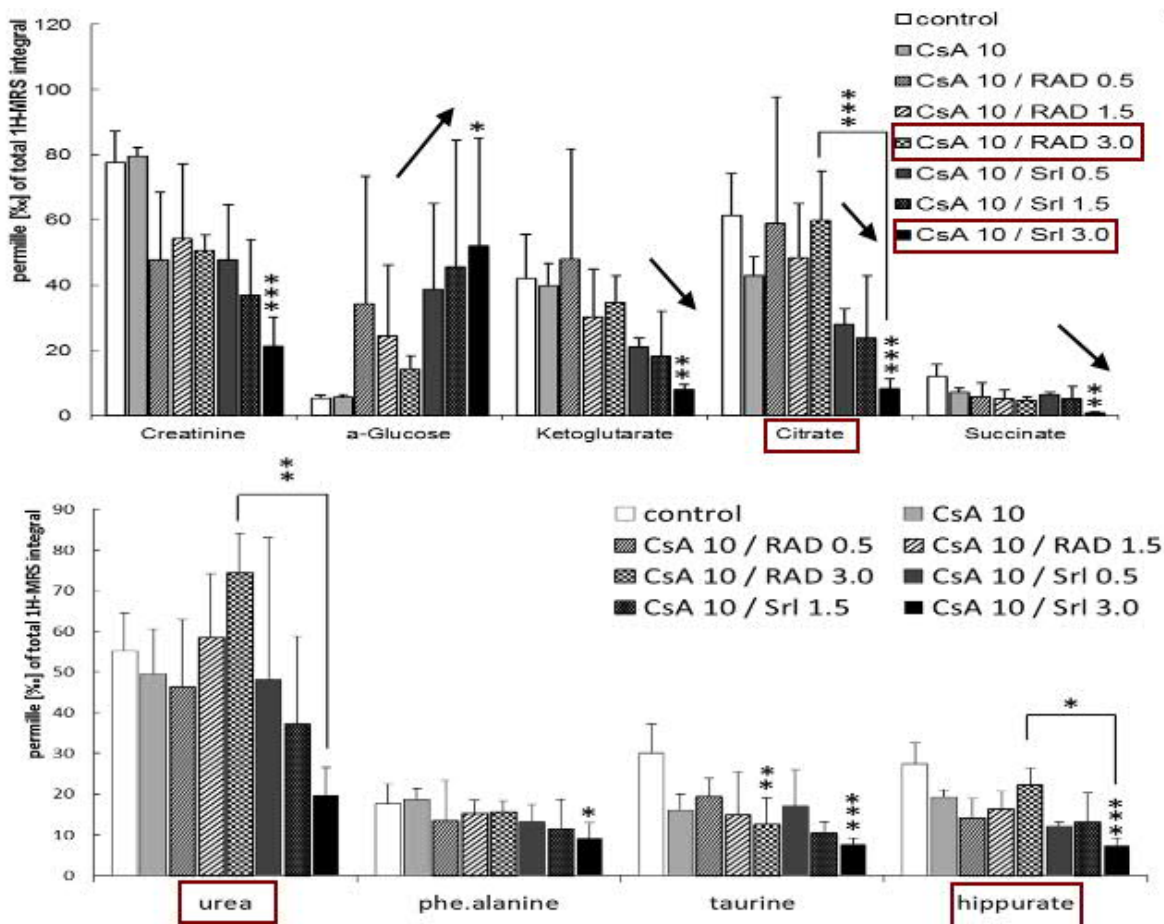 permille [‰] of total 1H-MRS integral
120
100
80
60
40
20
0
control
CsA 10
CsA 10 / RAD 0.5
CsA 10 / RAD 1.5
CsA 10 / RAD 3.0
CsA 10 / Srl 0.5
CsA 10 / Srl 1.5
CsA 10 / Srl 3.0
***
*
**
***
***
**
Creatinine
a-Glucose
Ketoglutarate
Citrate
Succinate
permille [‰] of total 1H-MRS integral
90
80
70
60
50
40
30
20
10
0
control
CsA 10
CsA 10 / RAD 0.5
CsA 10 / RAD 1.5
CsA 10 / RAD 3.0
CsA 10 / Srl 0.5
CsA 10 / Srl 1.5
CsA 10 / Srl 3.0
**
*
**
***
*
***
urea
phe.alanine
taurine
hippurate